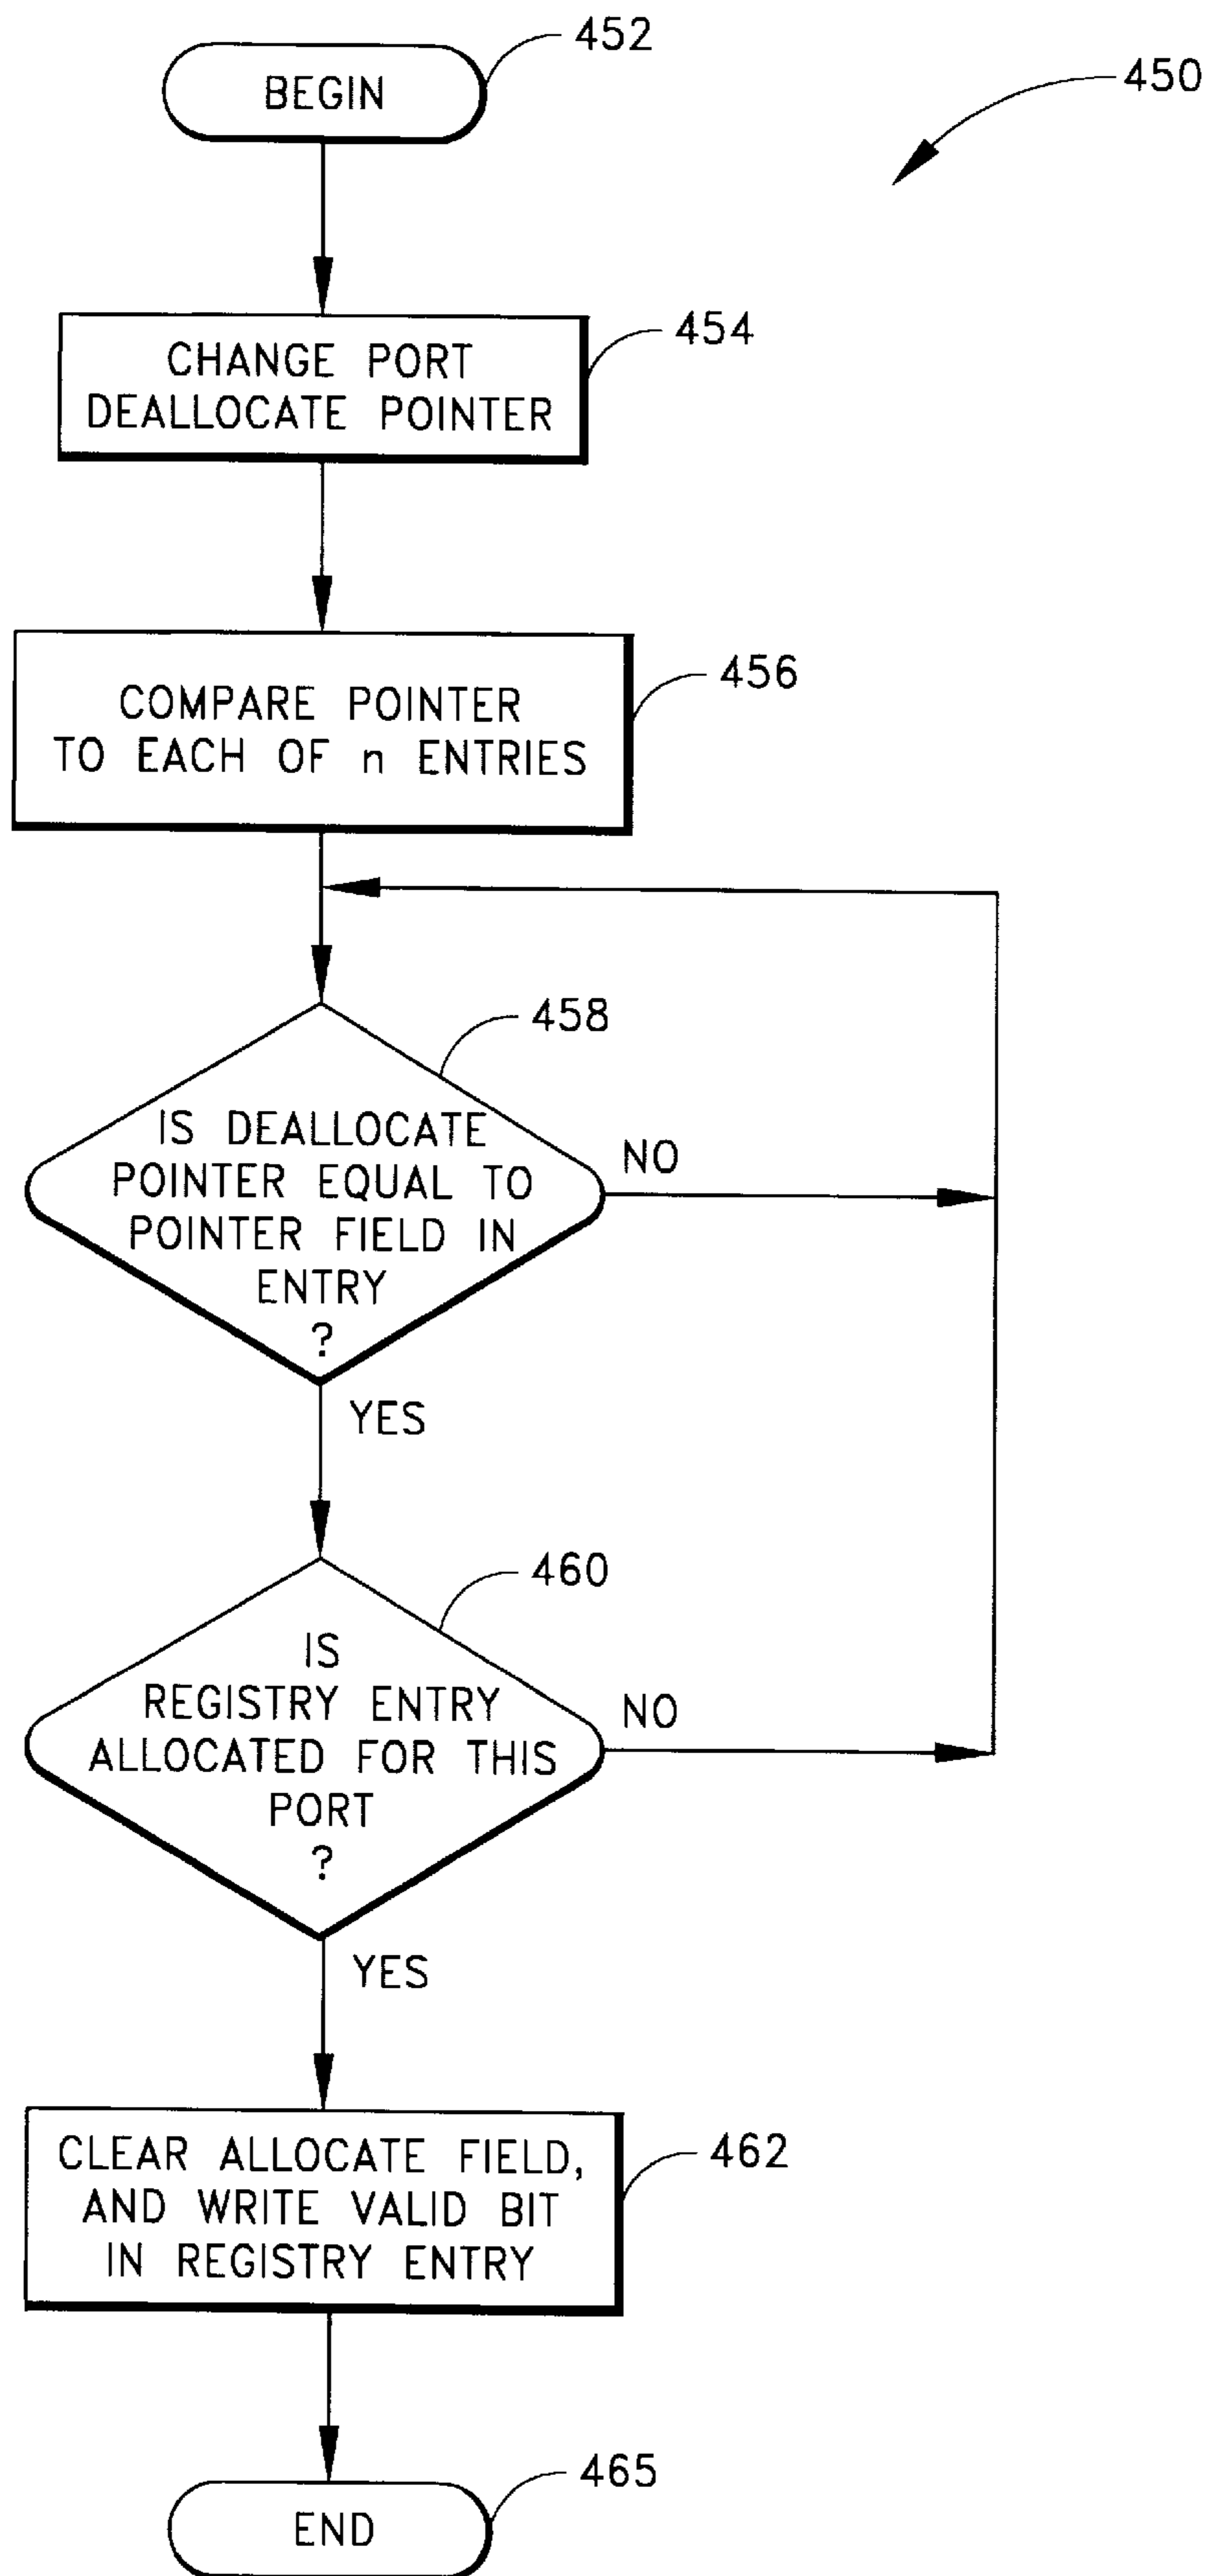 452
BEGIN
450
454
CHANGE PORT
DEALLOCATE POINTER
456
COMPARE POINTER
TO EACH OF n ENTRIES
458
IS DEALLOCATE
POINTER EQUAL TO
POINTER FIELD IN
ENTRY
?
NO
YES
460
IS
REGISTRY ENTRY
ALLOCATED FOR THIS
PORT
?
NO
YES
462
CLEAR ALLOCATE FIELD,
AND WRITE VALID BIT
IN REGISTRY ENTRY
465
END